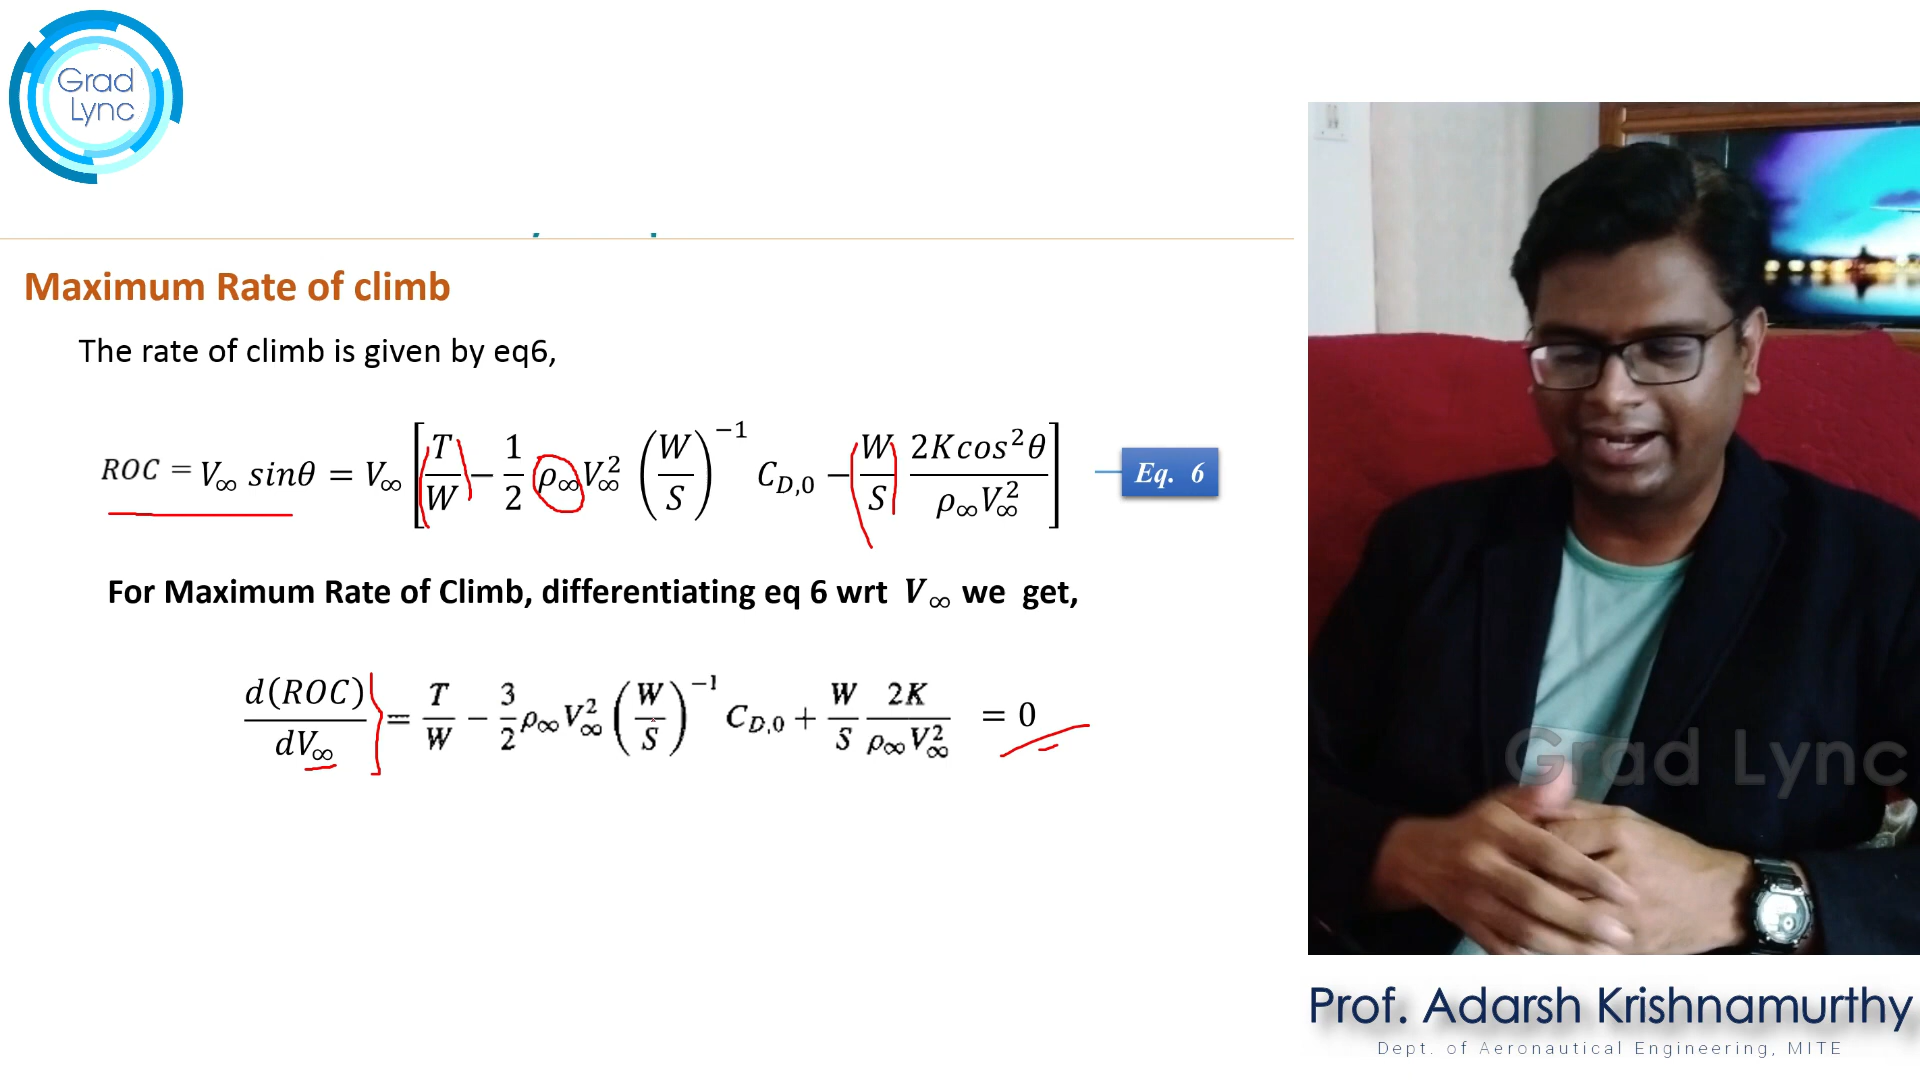 Grad
Lync
Maximum Rate of climb
The rate of climb is given by eq6,
ROC = V∞ sinθ = V∞ [T/W − 1/2 ρ∞V∞² (W/S)⁻¹ C_D,0 − W/S 2Kcos²θ/ρ∞V∞²]
Eq. 6
For Maximum Rate of Climb, differentiating eq 6 wrt V∞ we get,
d(ROC)/dV∞ = T/W − 3/2 ρ∞V∞² (W/S)⁻¹ C_D,0 + W/S 2K/ρ∞V∞² = 0
Grad Lync
Prof. Adarsh Krishnamurthy
Dept. of Aeronautical Engineering, MITE